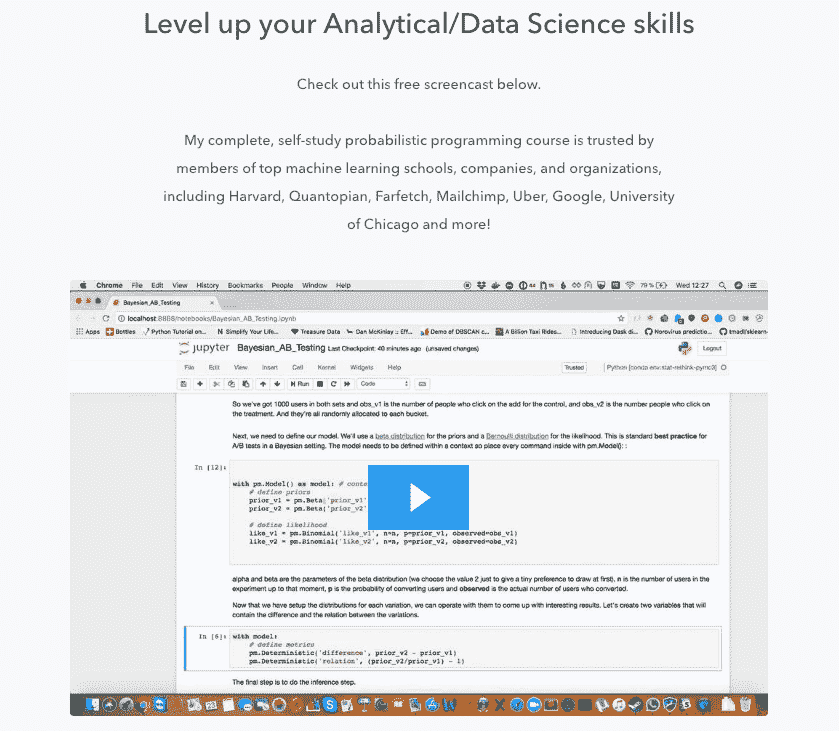 Level up your Analytical/Data Science skills
Check out this free screencast below.
My complete, self-study probabilistic programming course is trusted by
members of top machine learning schools, companies, and organizations,
including Harvard, Quantopian, Farfetch, Mailchimp, Uber, Google, University
of Chicago and more!
Chrome File Edit View History Bookmarks People Window Help 79% Wed 12:27
Bayesian_AB_Testing
localhost:8888/notebooks/Bayesian_AB_Testing.ipynb
Apps Bottles Python Tutorial on... Simplify Your Life... Treasure Data Dan McKinley :: Eff... Demo of DBSCAN c... A Billion Taxi Rides... Introducing Dask di... Norovirus predictio... tmadl/sklearn-
jupyter Bayesian_AB_Testing Last Checkpoint: 40 minutes ago (unsaved changes) Logout
File Edit View Insert Cell Kernel Widgets Help Trusted Python [conda env:stat-rethink-pymc3]
Run Code
So we've got 1000 users in both sets and obs_v1 is the number of people who click on the add for the control, and obs_v2 is the number people who click on
the treatment. And they're all randomly allocated to each bucket.
Next, we need to define our model. We'll use a beta distribution for the priors and a Bernoulli distribution for the likelihood. This is standard best practice for
A/B tests in a Bayesian setting. The model needs to be defined within a context so place every command inside with pm.Model(): :
In [12]:
with pm.Model() as model: # conte
# define priors
prior_v1 = pm.Beta('prior_v1'
prior_v2 = pm.Beta('prior_v2'
# define likelihood
like_v1 = pm.Binomial('like_v1', n=n, p=prior_v1, observed=obs_v1)
like_v2 = pm.Binomial('like_v2', n=n, p=prior_v2, observed=obs_v2)
alpha and beta are the parameters of the beta distribution (we choose the value 2 just to give a tiny preference to draw at first), n is the number of users in the
experiment up to that moment, p is the probability of converting users and observed is the actual number of users who converted.
Now that we have setup the distributions for each variation, we can operate with them to come up with interesting results. Let's create two variables that will
contain the difference and the relation between the variations.
In [6]: with model:
# define metrics
pm.Deterministic('difference', prior_v2 - prior_v1)
pm.Deterministic('relation', (prior_v2/prior_v1) - 1)
The final step is to do the inference step.